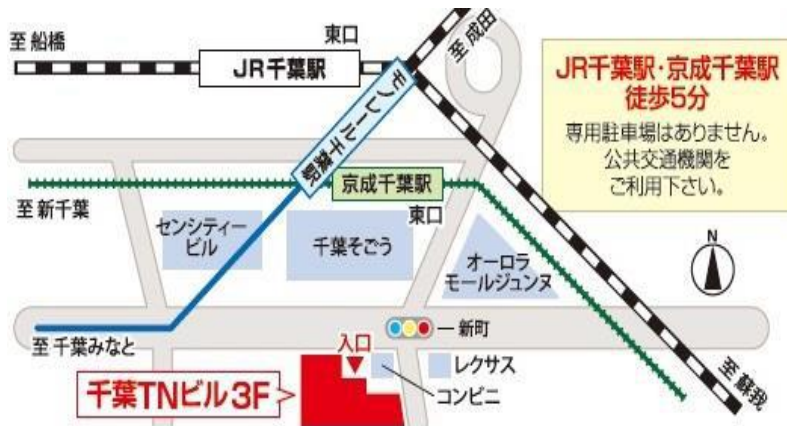 至 船橋
東口
JR千葉駅
至 成田
モノレール千葉駅
JR千葉駅・京成千葉駅
徒歩5分
専用駐車場はありません。
公共交通機関を
ご利用下さい。
至 新千葉
京成千葉駅
東口
センシティー
ビル
千葉そごう
オーロラ
モールジュンヌ
N
新町
至 千葉みなと
入口
レクサス
コンビニ
千葉TNビル3F
至 蘇我